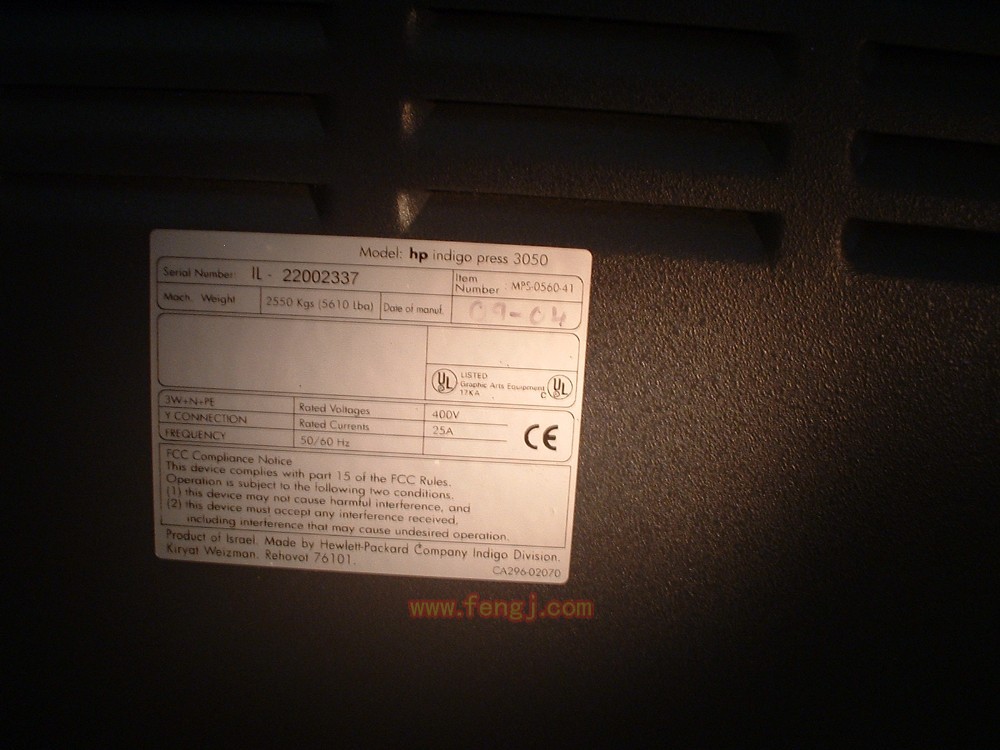 Model: hp indigo press 3050
Serial Number: IL - 22002337
Item Number MPS-0560-41
Mach. Weight 2550 Kgs (5610 Lba) Date of manuf. 09-04
UL LISTED Graphic Arts Equipment 17KA C UL
3W+N+PE Rated Voltages 400V
Y CONNECTION Rated Currents 25A
FREQUENCY 50/60 Hz
CE
FCC Compliance Notice
This device complies with part 15 of the FCC Rules.
Operation is subject to the following two conditions.
(1) this device may not cause harmful interference, and
(2) this device must accept any interference received,
including interference that may cause undesired operation.
Product of Israel. Made by Hewlett-Packard Company Indigo Division.
Kiryat Weizman. Rehovot 76101.
CA296-02070
www.fengj.com